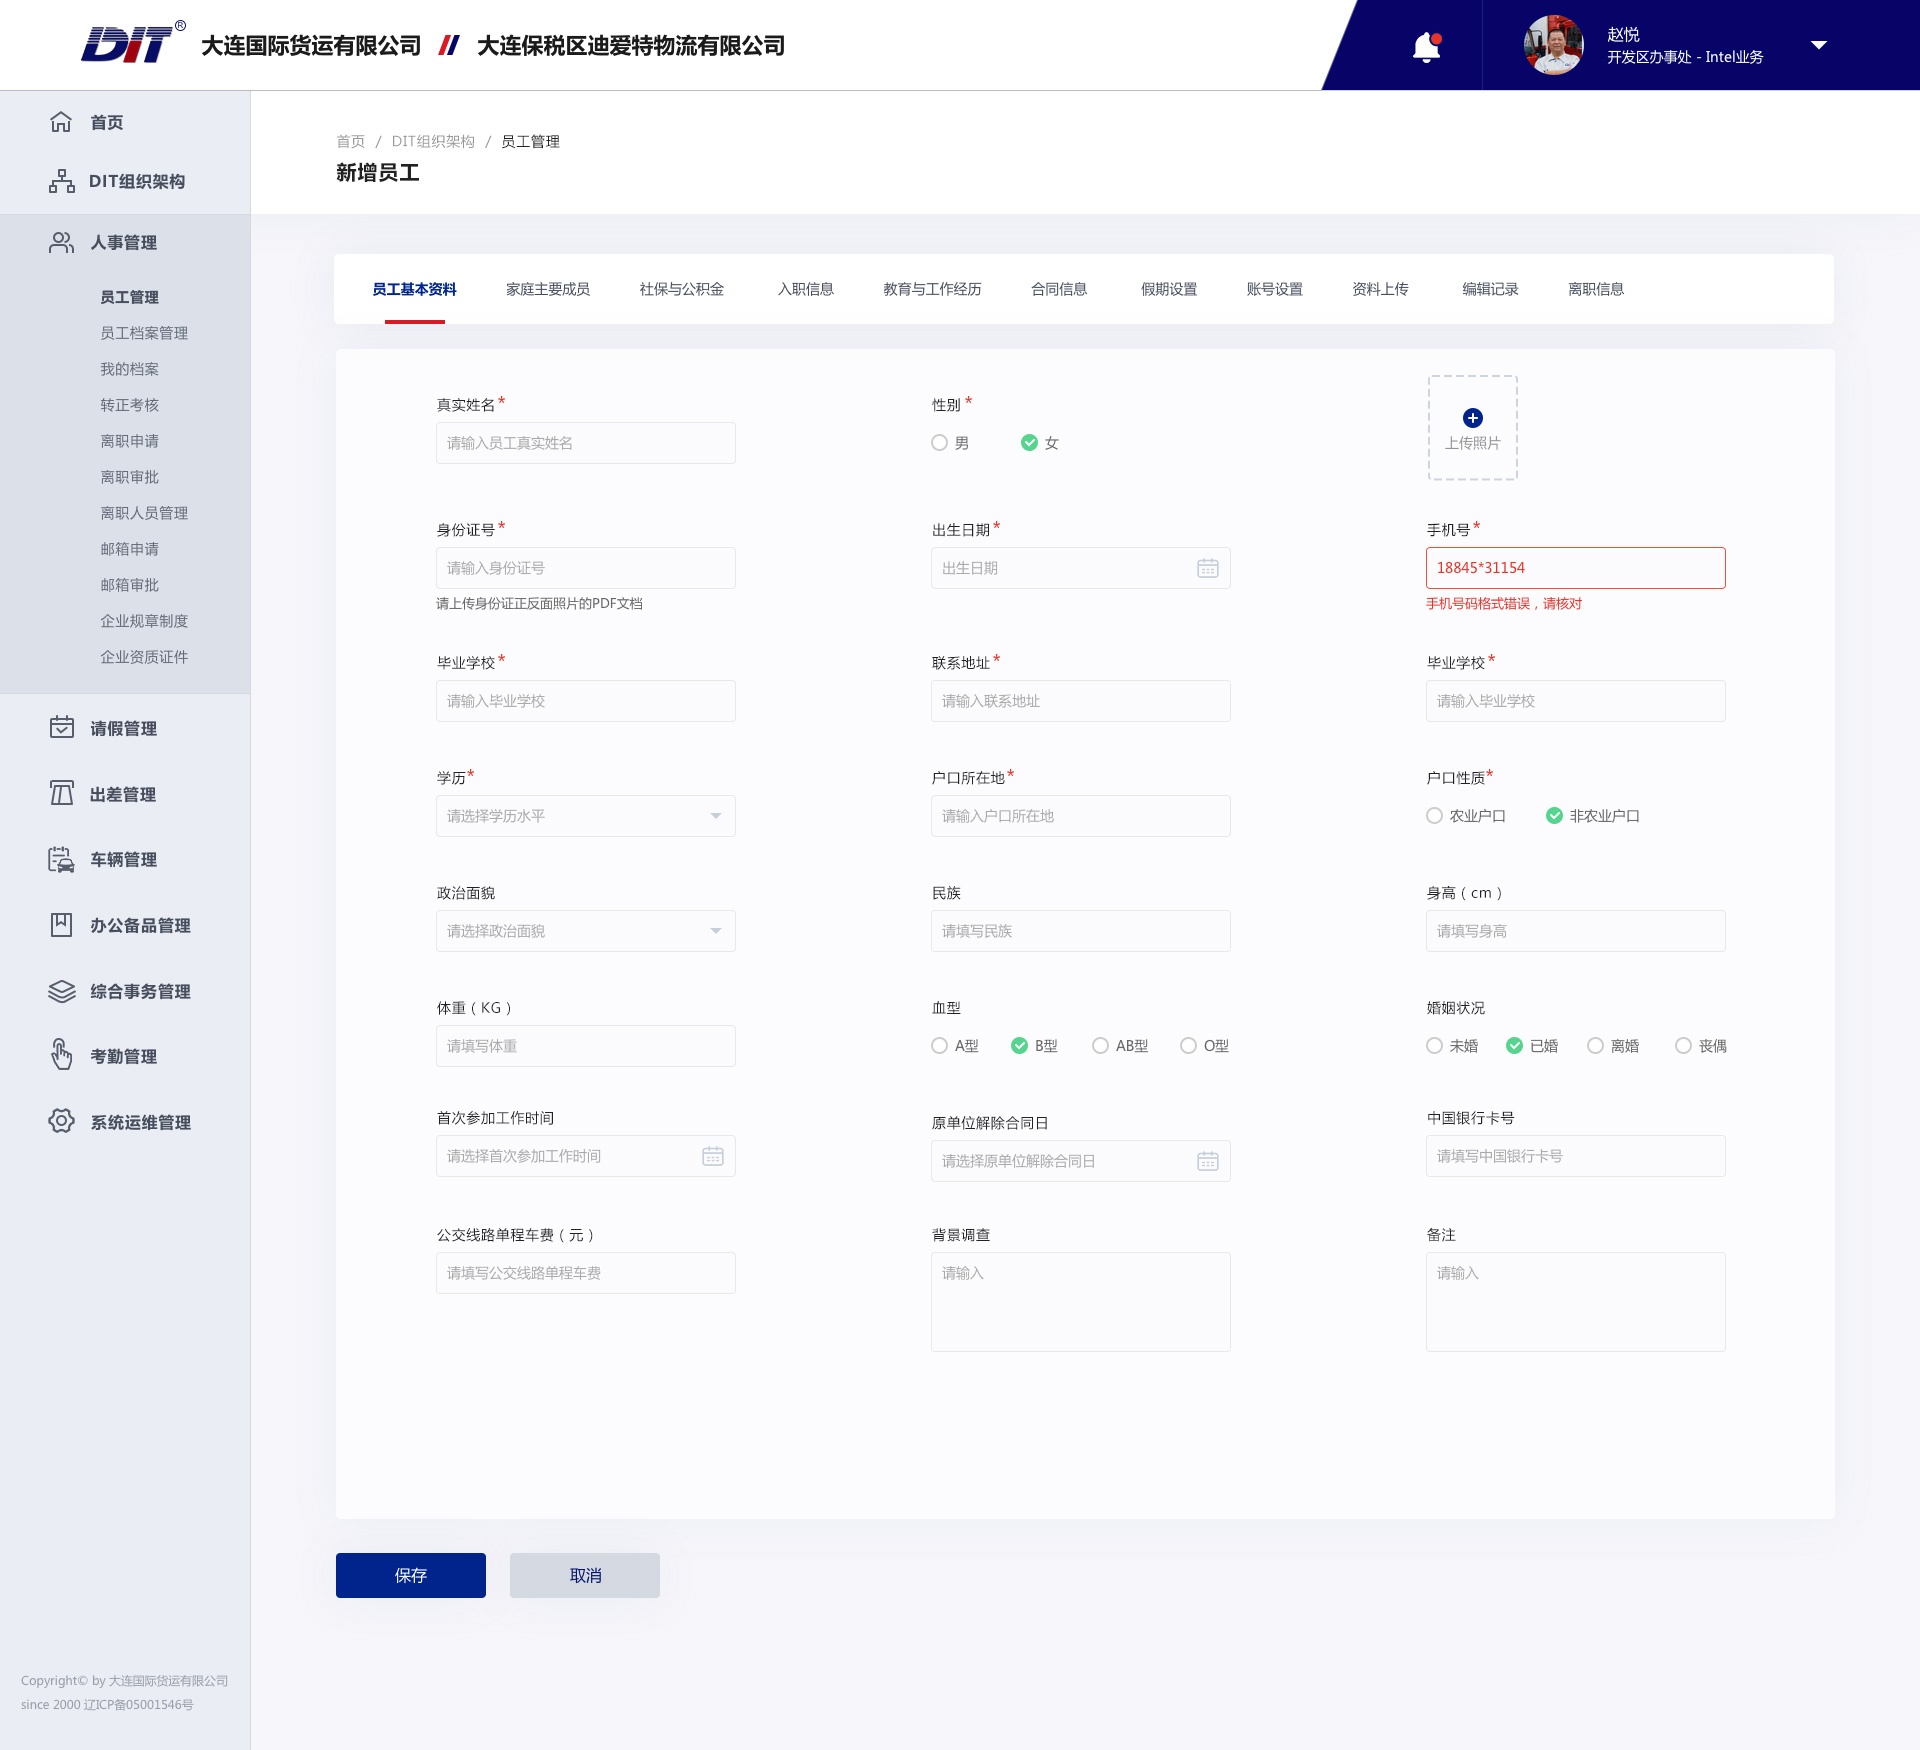 DIT® 大连国际货运有限公司 // 大连保税区迪爱特物流有限公司
赵悦
开发区办事处 - Intel业务
首页
DIT组织架构
人事管理
员工管理
员工档案管理
我的档案
转正考核
离职申请
离职审批
离职人员管理
邮箱申请
邮箱审批
企业规章制度
企业资质证件
请假管理
出差管理
车辆管理
办公备品管理
综合事务管理
考勤管理
系统运维管理
Copyright© by 大连国际货运有限公司
since 2000 辽ICP备05001546号
首页 / DIT组织架构 / 员工管理
新增员工
员工基本资料 家庭主要成员 社保与公积金 入职信息 教育与工作经历 合同信息 假期设置 账号设置 资料上传 编辑记录 离职信息
真实姓名*
请输入员工真实姓名
性别*
男 女
上传照片
身份证号*
请输入身份证号
请上传身份证正反面照片的PDF文档
出生日期*
出生日期
手机号*
18845*31154
手机号码格式错误，请核对
毕业学校*
请输入毕业学校
联系地址*
请输入联系地址
毕业学校*
请输入毕业学校
学历*
请选择学历水平
户口所在地*
请输入户口所在地
户口性质*
农业户口 非农业户口
政治面貌
请选择政治面貌
民族
请填写民族
身高（cm）
请填写身高
体重（KG）
请填写体重
血型
A型 B型 AB型 O型
婚姻状况
未婚 已婚 离婚 丧偶
首次参加工作时间
请选择首次参加工作时间
原单位解除合同日
请选择原单位解除合同日
中国银行卡号
请填写中国银行卡号
公交线路单程车费（元）
请填写公交线路单程车费
背景调查
请输入
备注
请输入
保存 取消